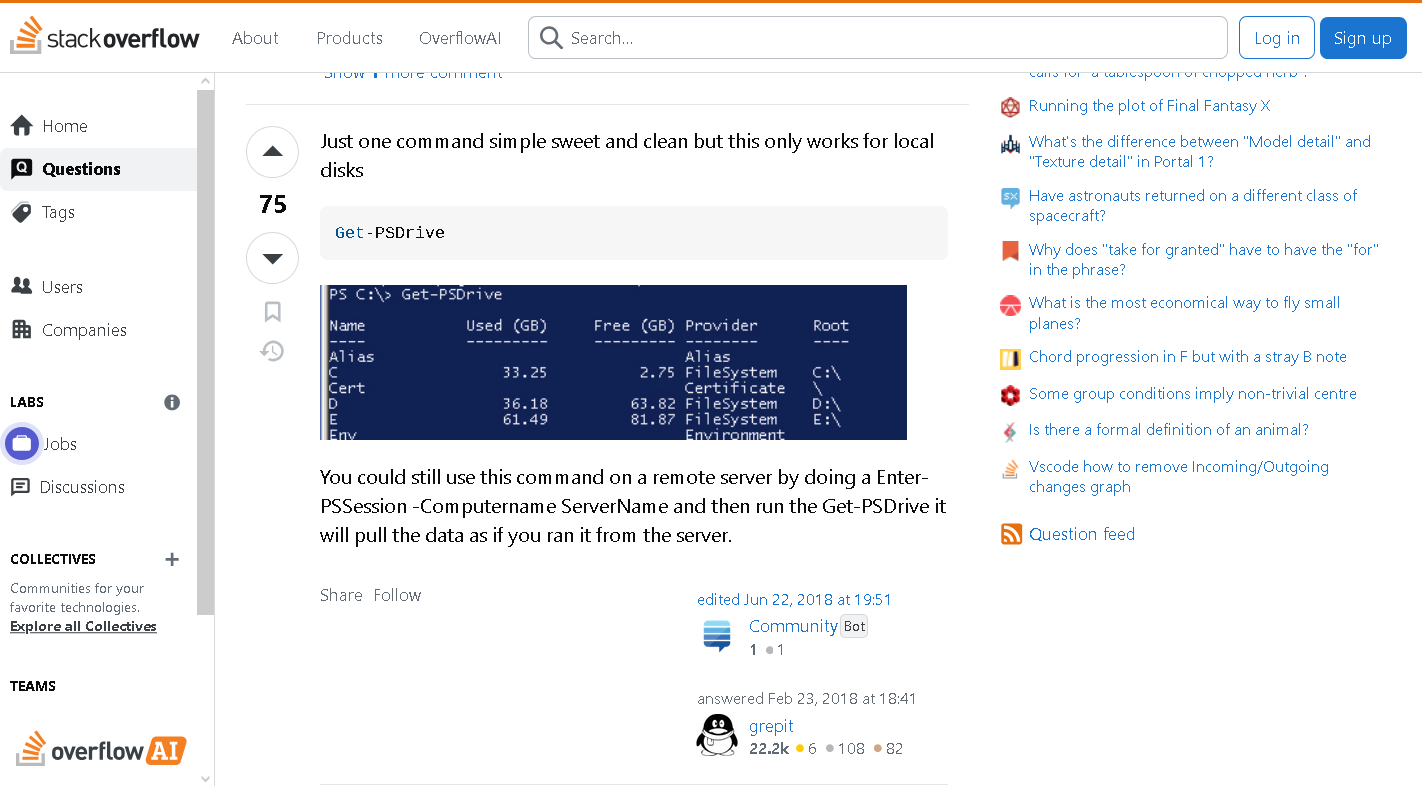 stackoverflow
About
Products
OverflowAI
Search...
Log in
Sign up
Home
Questions
Tags
Users
Companies
LABS
Jobs
Discussions
COLLECTIVES
Communities for your
favorite technologies.
Explore all Collectives
TEAMS
overflow AI
Show 1 more comment
75
Just one command simple sweet and clean but this only works for local
disks
Get-PSDrive
PS C:\> Get-PSDrive
Name Used (GB) Free (GB) Provider Root
---- --------- --------- -------- ----
Alias Alias
C 33.25 2.75 FileSystem C:\
Cert Certificate \
D 36.18 63.82 FileSystem D:\
E 61.49 81.87 FileSystem E:\
Env Environment
You could still use this command on a remote server by doing a Enter-
PSSession -Computername ServerName and then run the Get-PSDrive it
will pull the data as if you ran it from the server.
Share Follow
edited Jun 22, 2018 at 19:51
Community Bot
1 1
answered Feb 23, 2018 at 18:41
grepit
22.2k 6 108 82
calls for "a tablespoon of chopped herb"?
Running the plot of Final Fantasy X
What's the difference between "Model detail" and
"Texture detail" in Portal 1?
Have astronauts returned on a different class of
spacecraft?
Why does "take for granted" have to have the "for"
in the phrase?
What is the most economical way to fly small
planes?
Chord progression in F but with a stray B note
Some group conditions imply non-trivial centre
Is there a formal definition of an animal?
Vscode how to remove Incoming/Outgoing
changes graph
Question feed